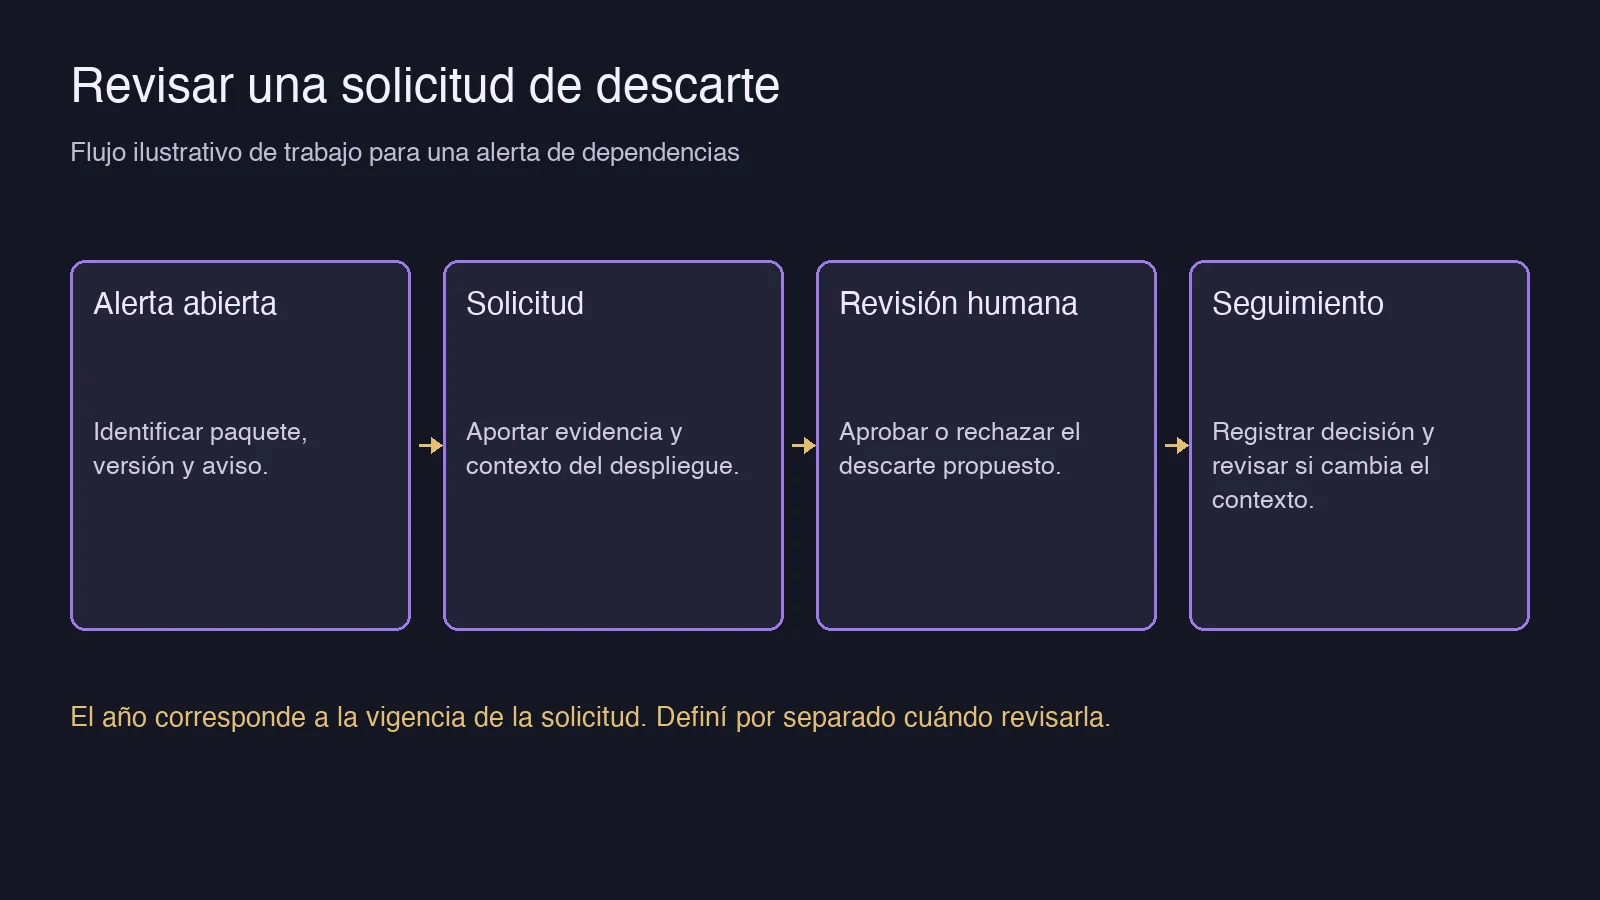 Revisar una solicitud de descarte
Flujo ilustrativo de trabajo para una alerta de dependencias
Alerta abierta
Identificar paquete,
versión y aviso.
Solicitud
Aportar evidencia y
contexto del despliegue.
Revisión humana
Aprobar o rechazar el
descarte propuesto.
Seguimiento
Registrar decisión y
revisar si cambia el
contexto.
El año corresponde a la vigencia de la solicitud. Definí por separado cuándo revisarla.